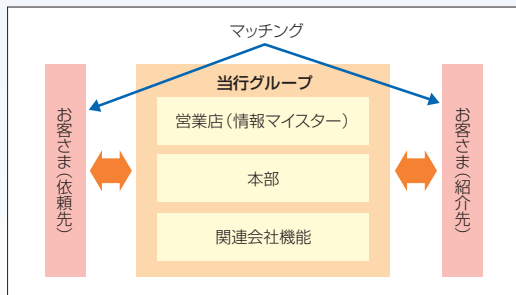 マッチング
お客さま（依頼先）
当行グループ
営業店（情報マイスター）
本部
関連会社機能
お客さま（紹介先）